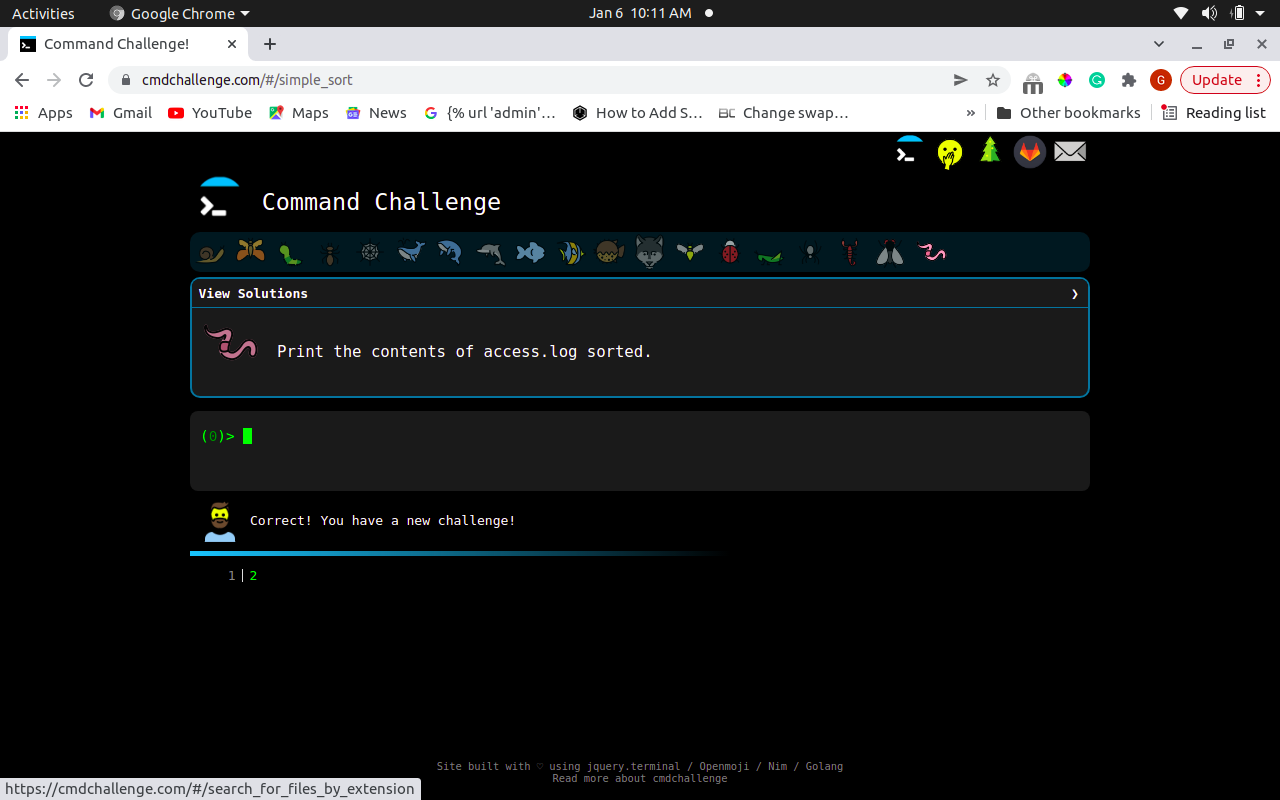 Activities Google Chrome Jan 6 10:11 AM
Command Challenge!
cmdchallenge.com/#/simple_sort G Update
Apps Gmail YouTube Maps News {% url 'admin'… How to Add S… Change swap… » Other bookmarks Reading list
Command Challenge
View Solutions ❯
Print the contents of access.log sorted.
(0)>
Correct! You have a new challenge!
1 2
Site built with ♡ using jquery.terminal / Openmoji / Nim / Golang
Read more about cmdchallenge
https://cmdchallenge.com/#/search_for_files_by_extension